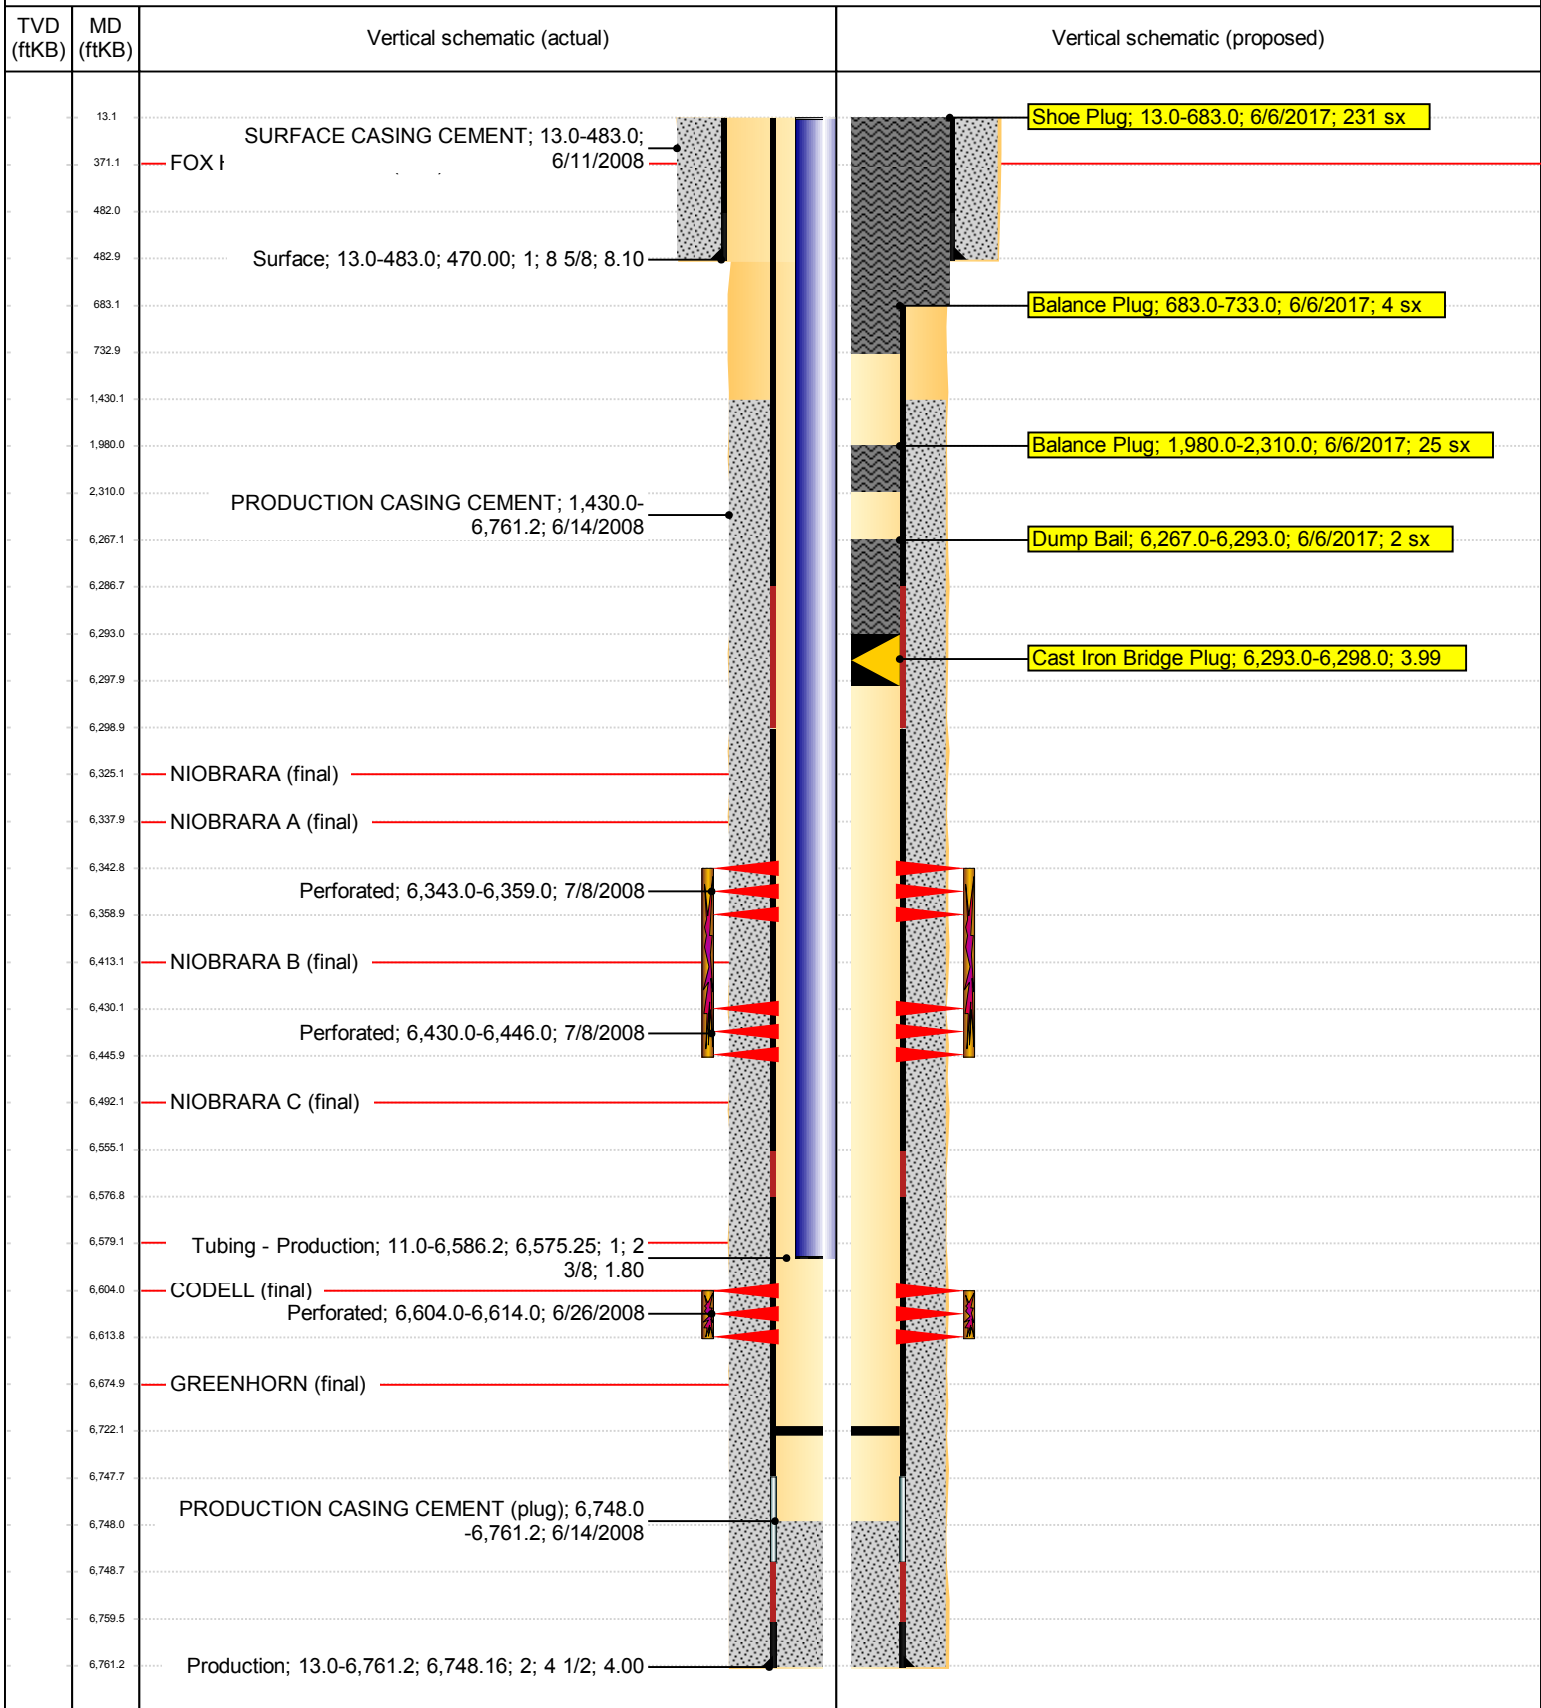 TVD (ftKB)
MD (ftKB)
Vertical schematic (actual)
Vertical schematic (proposed)
13.1
SURFACE CASING CEMENT; 13.0-483.0;
6/11/2008
Shoe Plug; 13.0-683.0; 6/6/2017; 231 sx
371.1
FOX
482.0
482.9
Surface; 13.0-483.0; 470.00; 1; 8 5/8; 8.10
683.1
Balance Plug; 683.0-733.0; 6/6/2017; 4 sx
732.9
1,430.1
1,980.0
Balance Plug; 1,980.0-2,310.0; 6/6/2017; 25 sx
2,310.0
PRODUCTION CASING CEMENT; 1,430.0-
6,761.2; 6/14/2008
6,267.1
Dump Bail; 6,267.0-6,293.0; 6/6/2017; 2 sx
6,286.7
6,293.0
Cast Iron Bridge Plug; 6,293.0-6,298.0; 3.99
6,297.9
6,298.9
6,325.1
NIOBRARA (final)
6,337.9
NIOBRARA A (final)
6,342.8
Perforated; 6,343.0-6,359.0; 7/8/2008
6,358.9
6,413.1
NIOBRARA B (final)
6,430.1
Perforated; 6,430.0-6,446.0; 7/8/2008
6,445.9
6,492.1
NIOBRARA C (final)
6,555.1
6,576.8
6,579.1
Tubing - Production; 11.0-6,586.2; 6,575.25; 1; 2
3/8; 1.80
6,604.0
CODELL (final)
Perforated; 6,604.0-6,614.0; 6/26/2008
6,613.8
6,674.9
GREENHORN (final)
6,722.1
6,747.7
PRODUCTION CASING CEMENT (plug); 6,748.0
-6,761.2; 6/14/2008
6,748.0
6,748.7
6,759.5
6,761.2
Production; 13.0-6,761.2; 6,748.16; 2; 4 1/2; 4.00